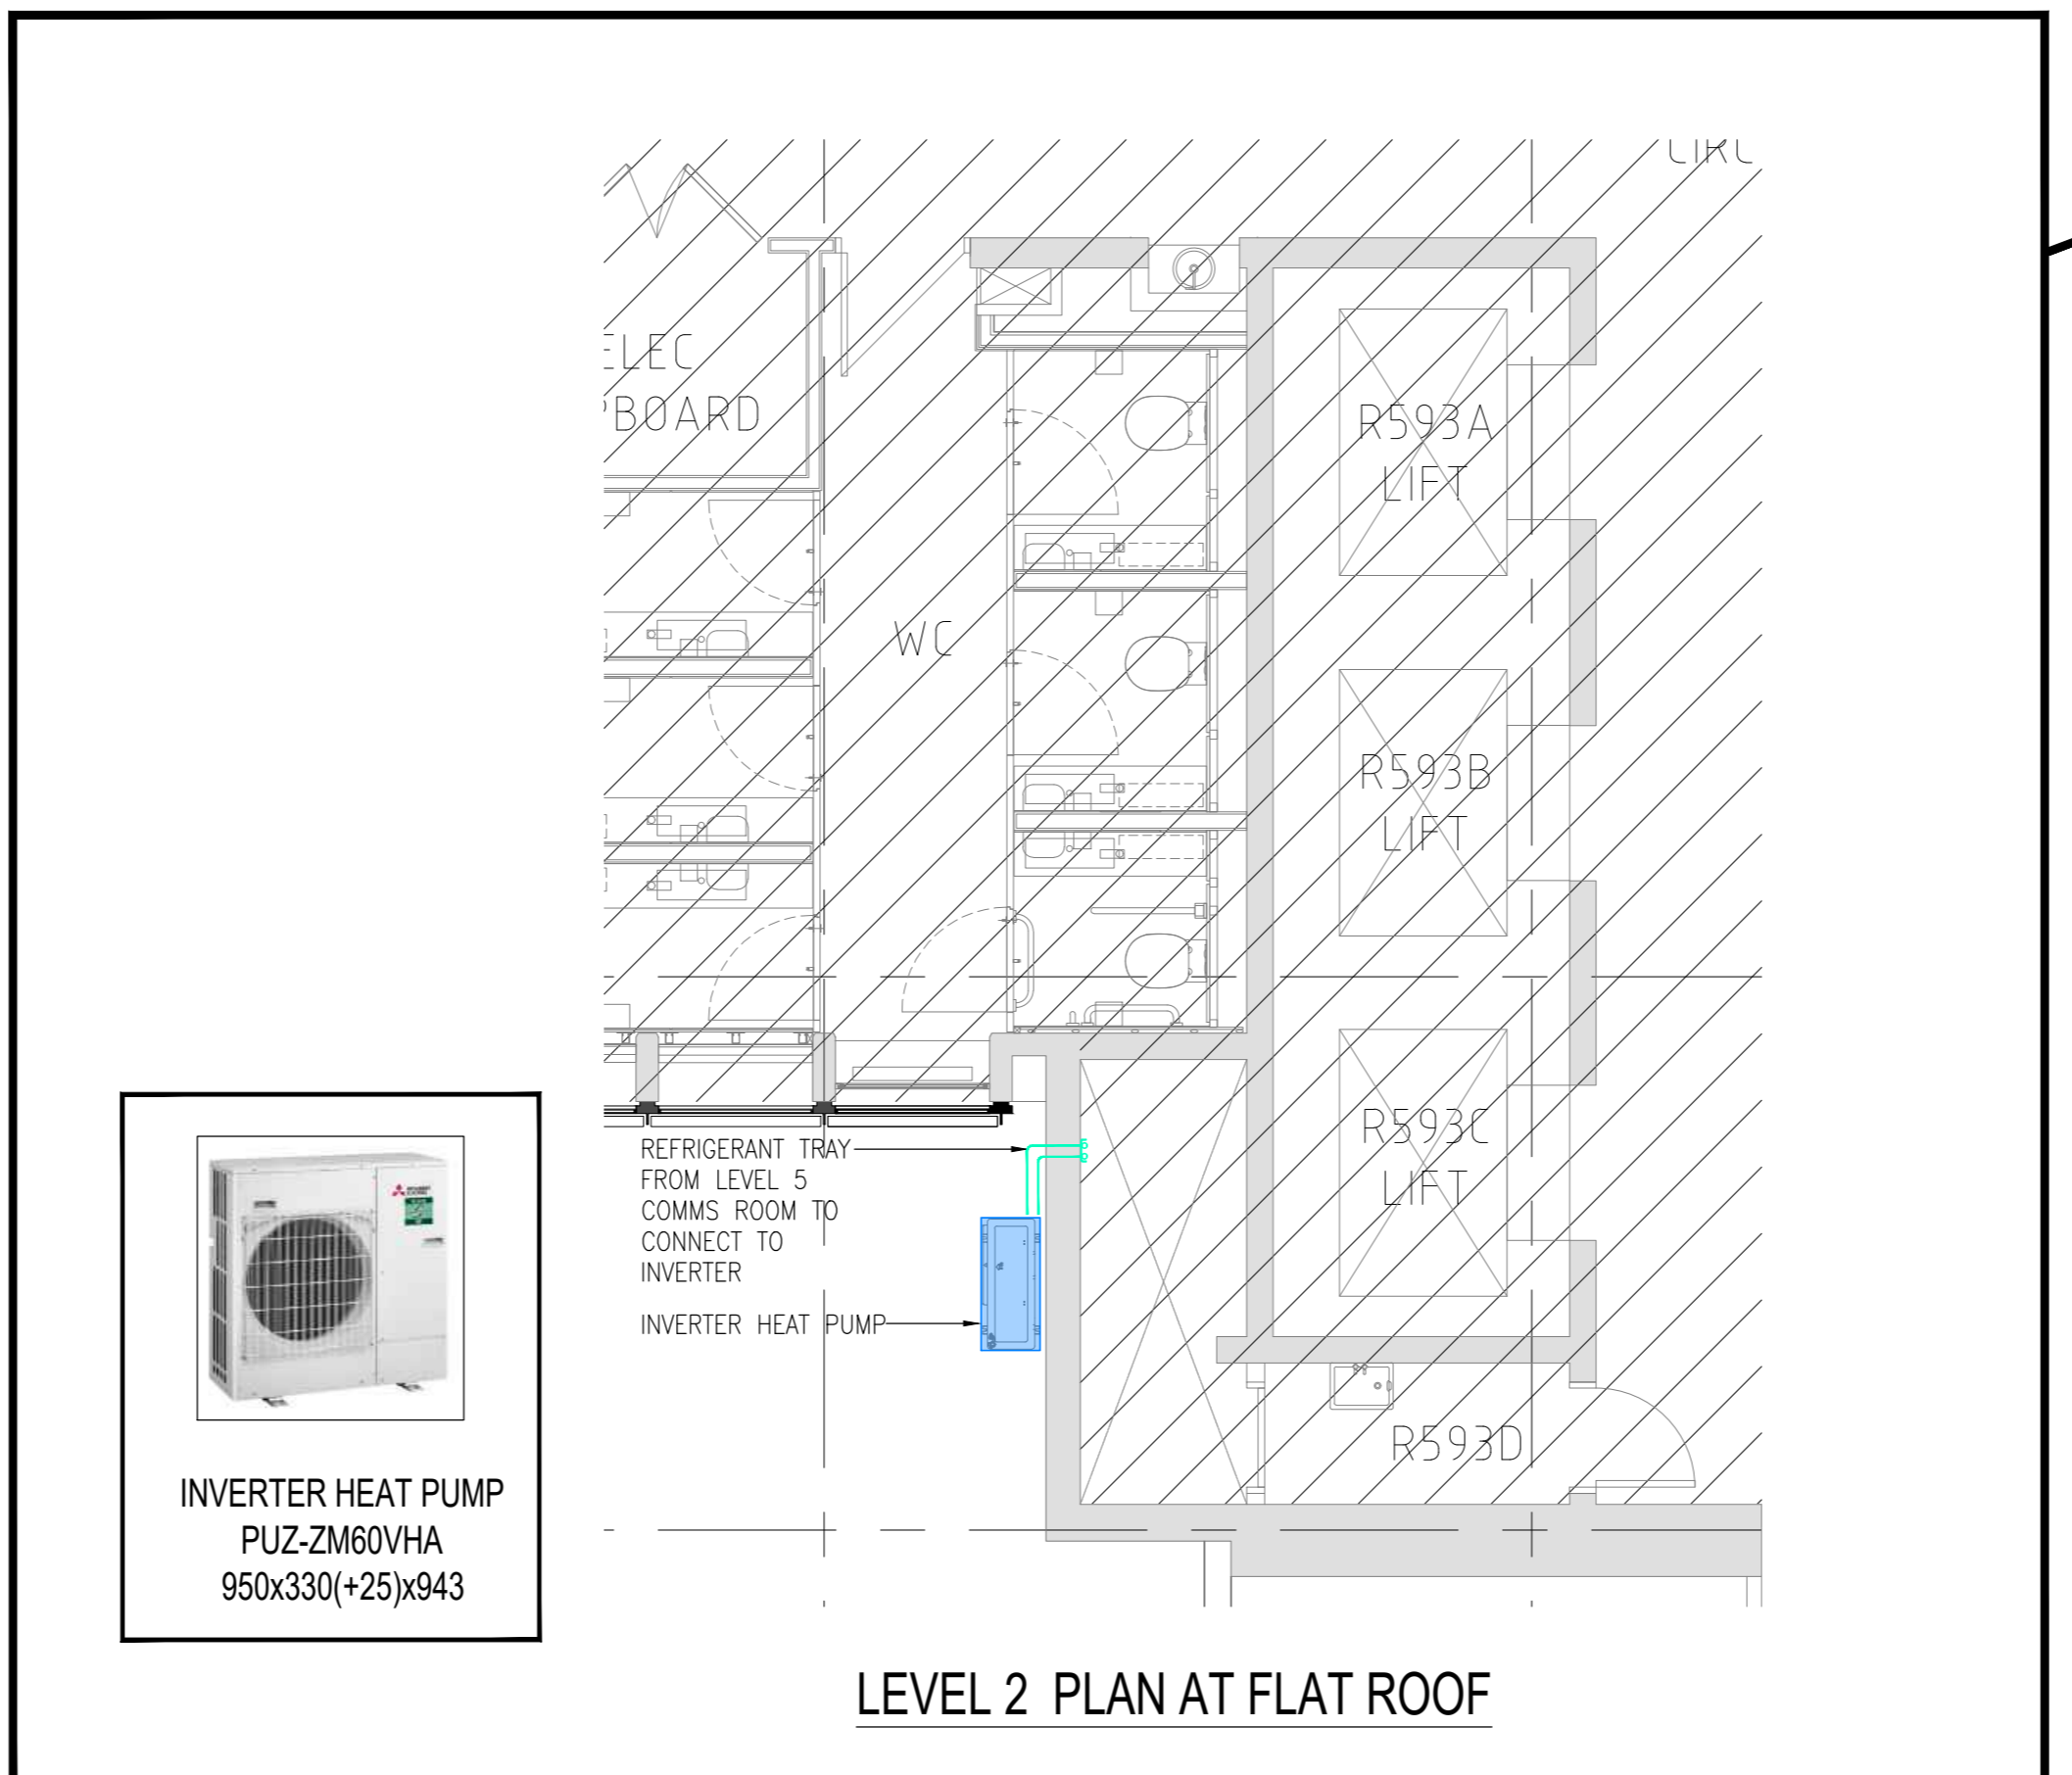 ELEC
PBOARD
WC
R593A
LIFT
R593B
LIFT
R593C
LIFT
R593D
REFRIGERANT TRAY
FROM LEVEL 5
COMMS ROOM TO
CONNECT TO
INVERTER
INVERTER HEAT PUMP
INVERTER HEAT PUMP
PUZ-ZM60VHA
950x330(+25)x943
LEVEL 2 PLAN AT FLAT ROOF